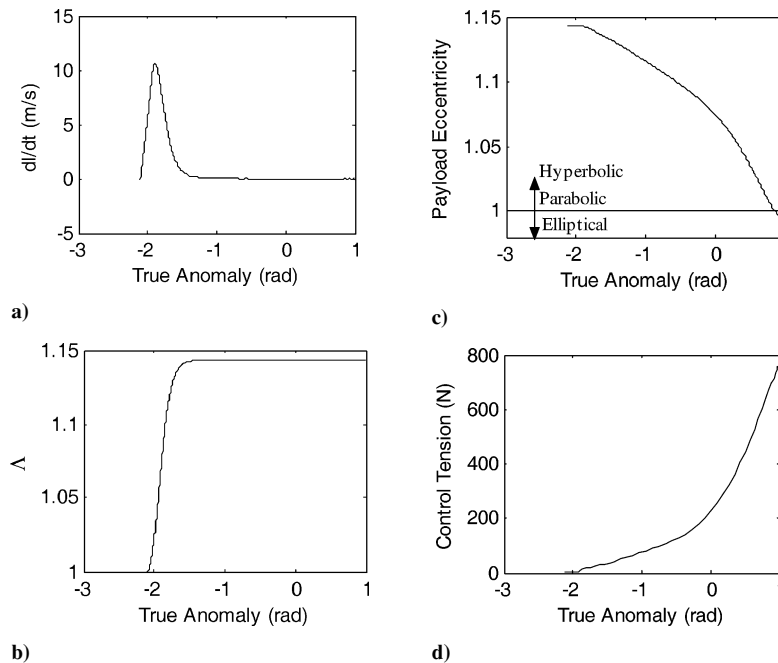 15
10
5
0
-5
dl/dt (m/s)
-3 -2 -1 0 1
True Anomaly (rad)
a)
1.15
1.1
1.05
1
Λ
-3 -2 -1 0 1
True Anomaly (rad)
b)
1.15
1.1
1.05
1
Payload Eccentricity
Hyperbolic
Parabolic
Elliptical
-3 -2 -1 0
True Anomaly (rad)
c)
800
600
400
200
0
Control Tension (N)
-3 -2 -1 0 1
True Anomaly (rad)
d)